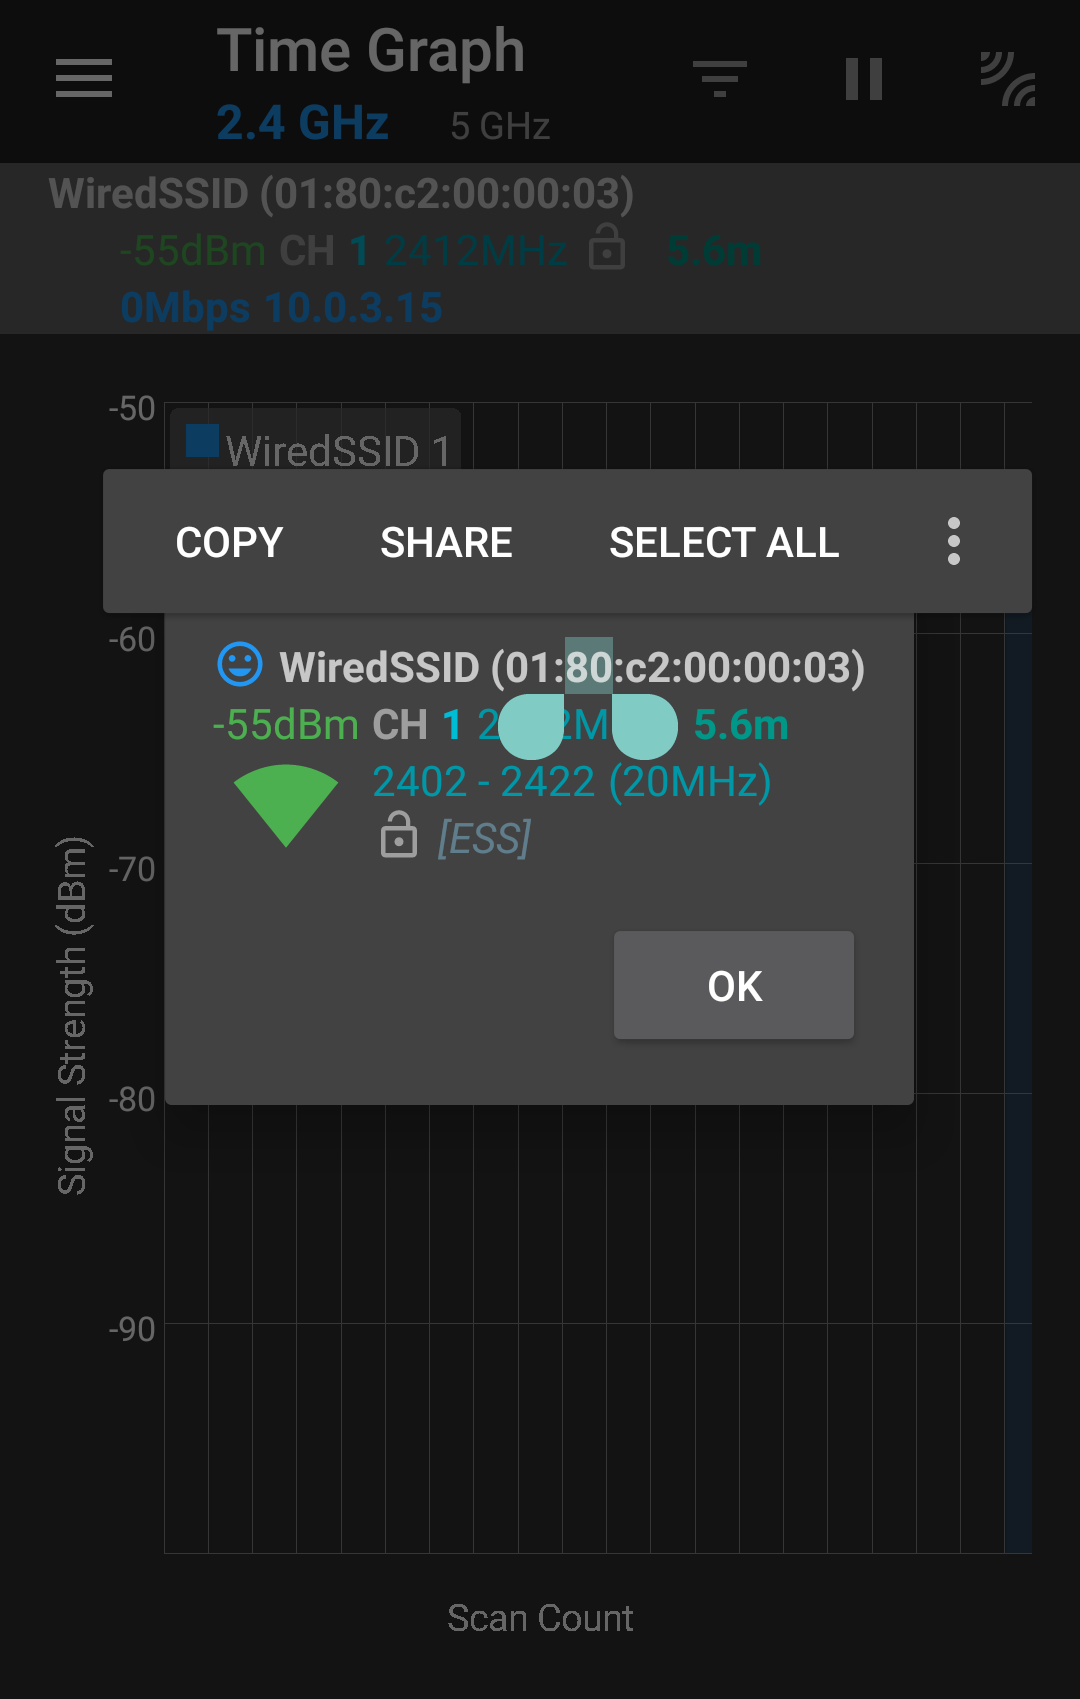 Time Graph
2.4 GHz 5 GHz
WiredSSID (01:80:c2:00:00:03)
-55dBm CH 1 2412MHz 5.6m
0Mbps 10.0.3.15
-50
WiredSSID 1
COPY SHARE SELECT ALL
-60
WiredSSID (01:80:c2:00:00:03)
-55dBm CH 1 5.6m
2402 - 2422 (20MHz)
[ESS]
-70
Signal Strength (dBm)
OK
-80
-90
Scan Count